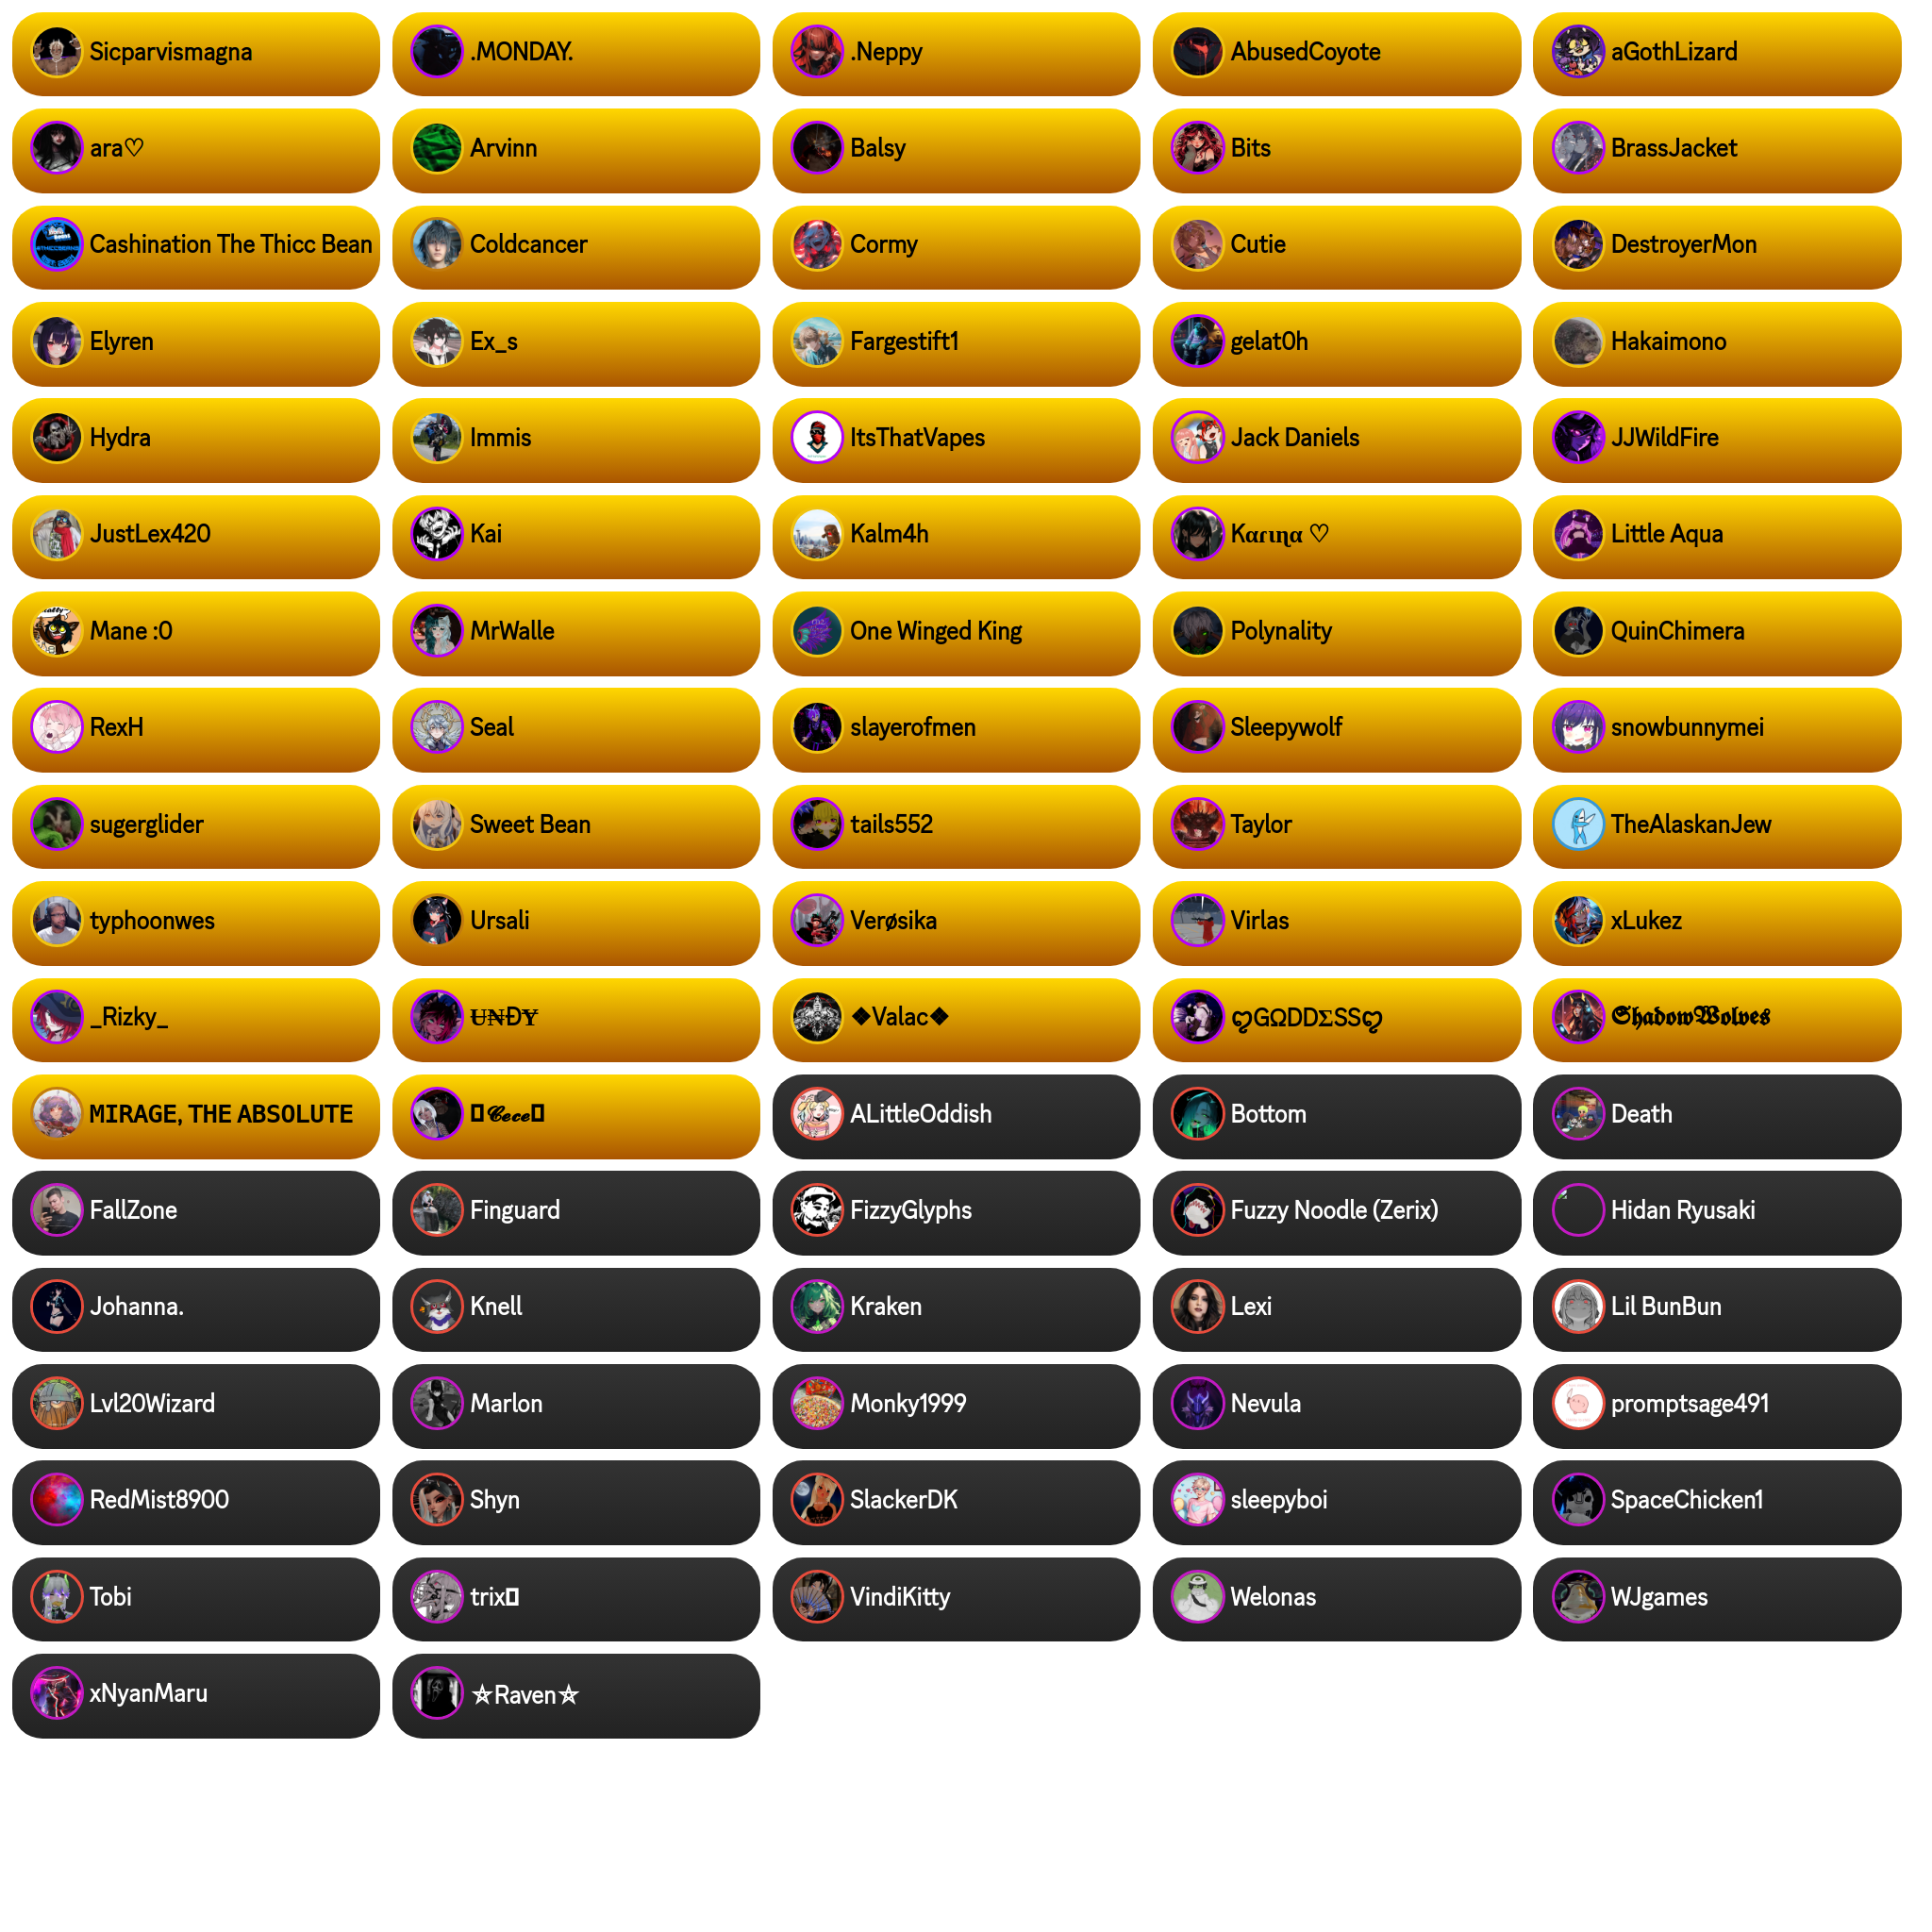 Sicparvismagna
.MONDAY.
.Neppy
AbusedCoyote
aGothLizard
ara♡
Arvinn
Balsy
Bits
BrassJacket
Cashination The Thicc Bean
Coldcancer
Cormy
Cutie
DestroyerMon
Elyren
Ex_s
Fargestift1
gelat0h
Hakaimono
Hydra
Immis
ItsThatVapes
Jack Daniels
JJWildFire
JustLex420
Kai
Kalm4h
Kαɾιɳα ♡
Little Aqua
Mane :0
MrWalle
One Winged King
Polynality
QuinChimera
RexH
Seal
slayerofmen
Sleepywolf
snowbunnymei
sugerglider
Sweet Bean
tails552
Taylor
TheAlaskanJew
typhoonwes
Ursali
Verøsika
Virlas
xLukez
_Rizky_
U̶N̶ĐY̶
❖Valac❖
ღGΩDDΣSSღ
𝕾𝖍𝖆𝖉𝖔𝖜𝖂𝖔𝖑𝖛𝖊𝖘
MIRAGE, THE ABSOLUTE
𝓒𝓮𝓬𝓮
ALittleOddish
Bottom
Death
FallZone
Finguard
FizzyGlyphs
Fuzzy Noodle (Zerix)
Hidan Ryusaki
Johanna.
Knell
Kraken
Lexi
Lil BunBun
Lvl20Wizard
Marlon
Monky1999
Nevula
promptsage491
RedMist8900
Shyn
SlackerDK
sleepyboi
SpaceChicken1
Tobi
trix
VindiKitty
Welonas
WJgames
xNyanMaru
⛤Raven⛤